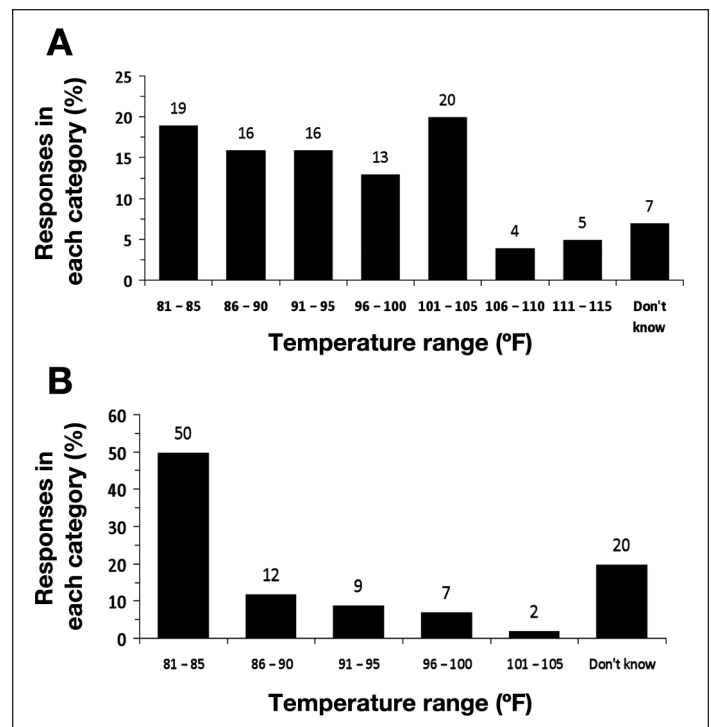 A
Responses in
each category (%)
25
20
15
10
5
0
19
16
16
13
20
4
5
7
81 – 85
86 – 90
91 – 95
96 – 100
101 – 105
106 – 110
111 – 115
Don't
know
Temperature range (ºF)
B
Responses in
each category (%)
60
50
40
30
20
10
0
50
12
9
7
2
20
81 – 85
86 – 90
91 – 95
96 – 100
101 – 105
Don't know
Temperature range (ºF)